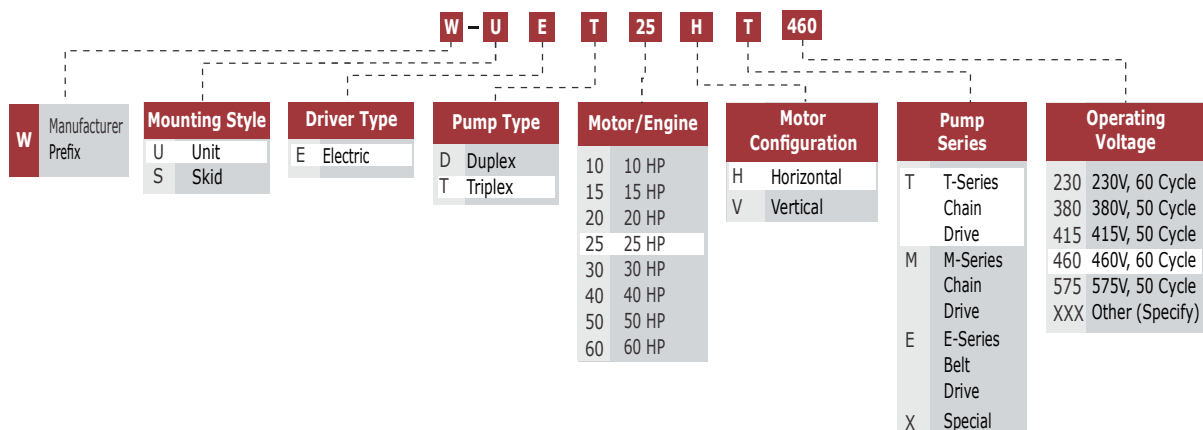 W - U E T 25 H T 460
W Manufacturer
Prefix
Mounting Style
U Unit
S Skid
Driver Type
E Electric
Pump Type
D Duplex
T Triplex
Motor/Engine
10 10 HP
15 15 HP
20 20 HP
25 25 HP
30 30 HP
40 40 HP
50 50 HP
60 60 HP
Motor
Configuration
H Horizontal
V Vertical
Pump
Series
T T-Series
Chain
Drive
M M-Series
Chain
Drive
E E-Series
Belt
Drive
X Special
Operating
Voltage
230 230V, 60 Cycle
380 380V, 50 Cycle
415 415V, 50 Cycle
460 460V, 60 Cycle
575 575V, 50 Cycle
XXX Other (Specify)